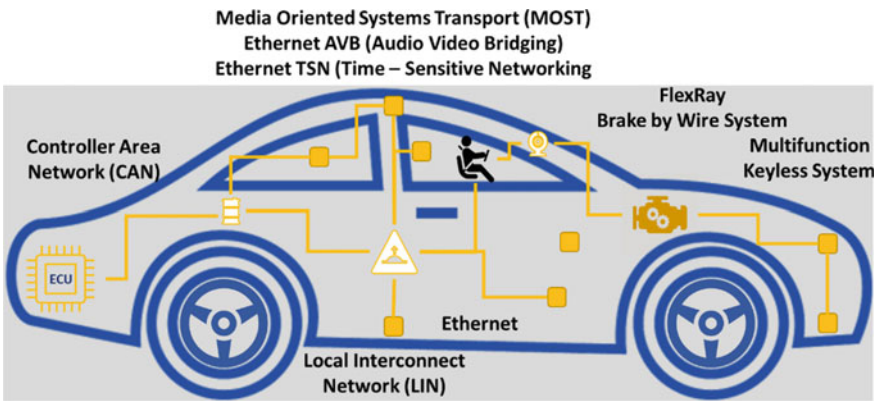 Media Oriented Systems Transport (MOST)
Ethernet AVB (Audio Video Bridging)
Ethernet TSN (Time – Sensitive Networking
FlexRay
Brake by Wire System
Multifunction
Keyless System
Controller Area
Network (CAN)
ECU
Ethernet
Local Interconnect
Network (LIN)